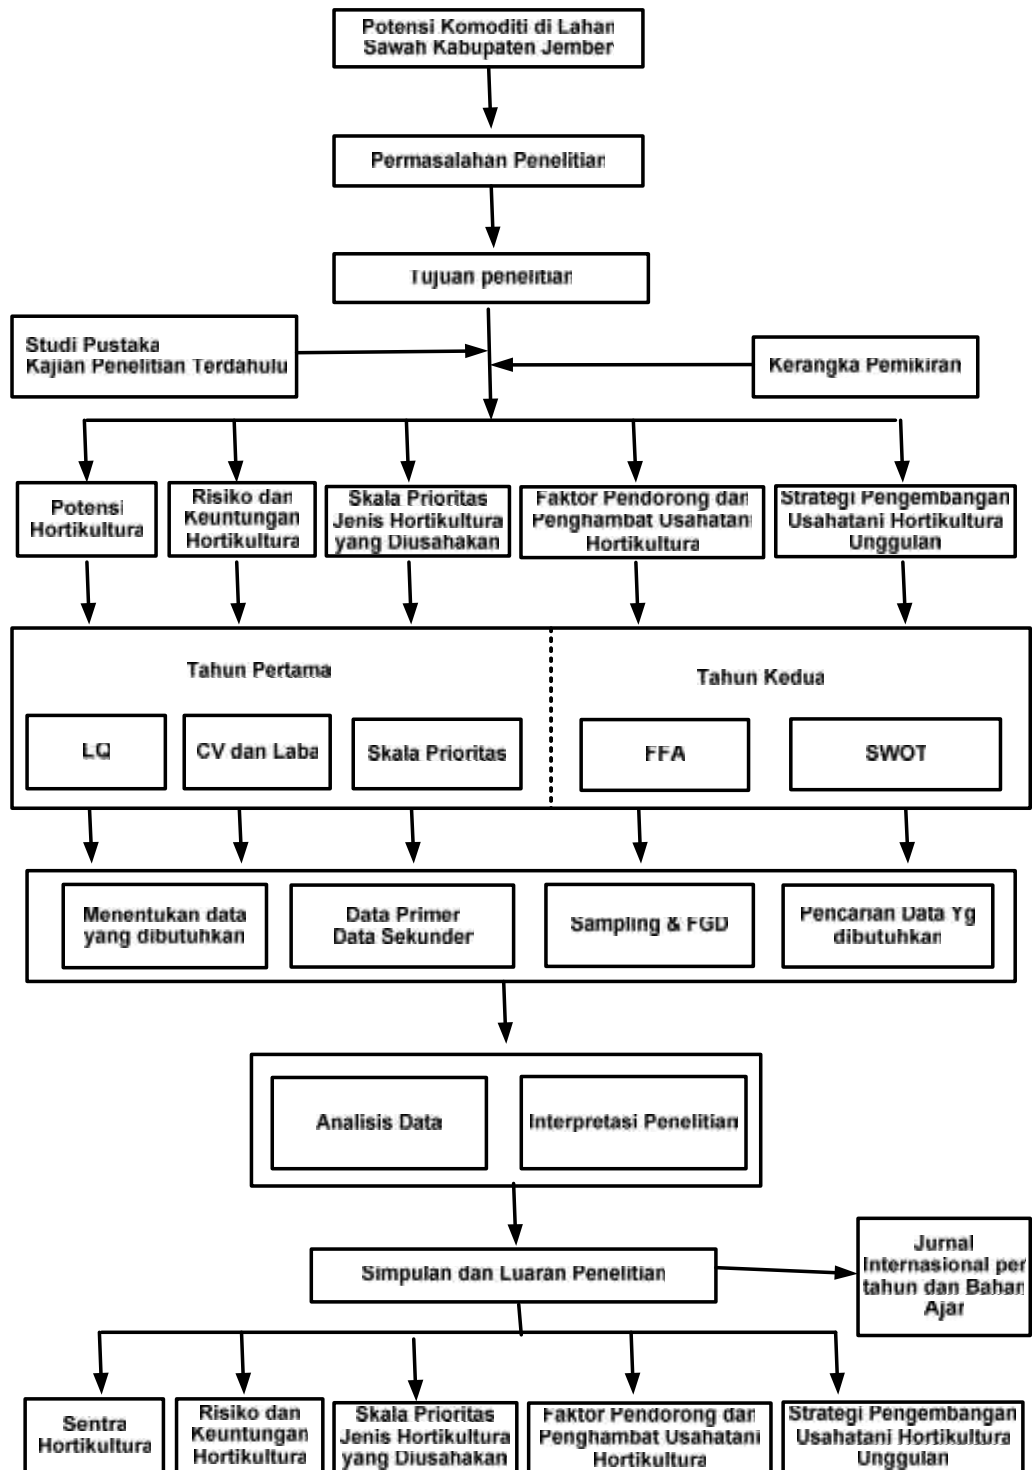 Potensi Komoditi di Lahan
Sawah Kabupaten Jember
Permasalahan Penelitian
Tujuan penelitian
Studi Pustaka
Kajian Penelitian Terdahulu
Kerangka Pemikiran
Potensi
Hortikultura
Risiko dan
Keuntungan
Hortikultura
Skala Prioritas
Jenis Hortikultura
yang Diusahakan
Faktor Pendorong dan
Penghambat Usahatani
Hortikultura
Strategi Pengembangan
Usahatani Hortikultura
Unggulan
Tahun Pertama
Tahun Kedua
LQ
CV dan Laba
Skala Prioritas
FFA
SWOT
Menentukan data
yang dibutuhkan
Data Primer
Data Sekunder
Sampling & FGD
Pencarian Data Yg
dibutuhkan
Analisis Data
Interpretasi Penelitian
Simpulan dan Luaran Penelitian
Jurnal
Internasional per
tahun dan Bahan
Ajar
Sentra
Hortikultura
Risiko dan
Keuntungan
Hortikultura
Skala Prioritas
Jenis Hortikultura
yang Diusahakan
Faktor Pendorong dan
Penghambat Usahatani
Hortikultura
Strategi Pengembangan
Usahatani Hortikultura
Unggulan